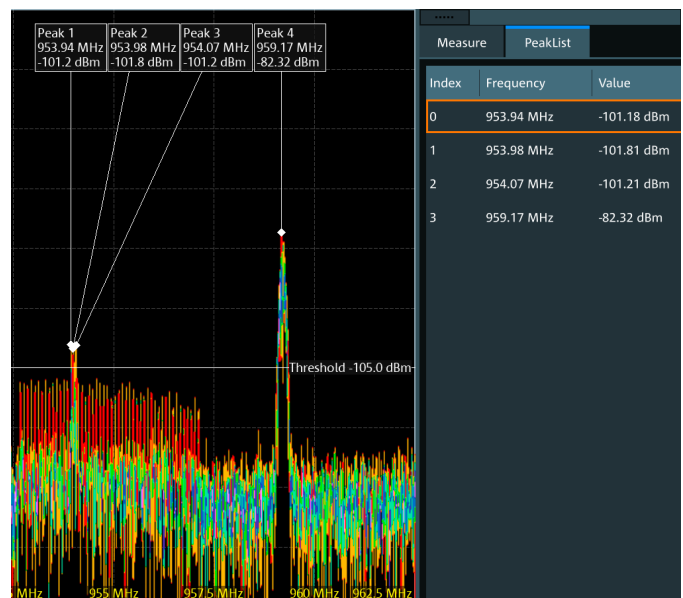 Peak 1
953.94 MHz
-101.2 dBm
Peak 2
953.98 MHz
-101.8 dBm
Peak 3
954.07 MHz
-101.2 dBm
Peak 4
959.17 MHz
-82.32 dBm
Threshold -105.0 dBm
MHz 955 MHz 957.5 MHz 960 MHz 962.5 MHz
Measure PeakList
Index Frequency Value
0 953.94 MHz -101.18 dBm
1 953.98 MHz -101.81 dBm
2 954.07 MHz -101.21 dBm
3 959.17 MHz -82.32 dBm